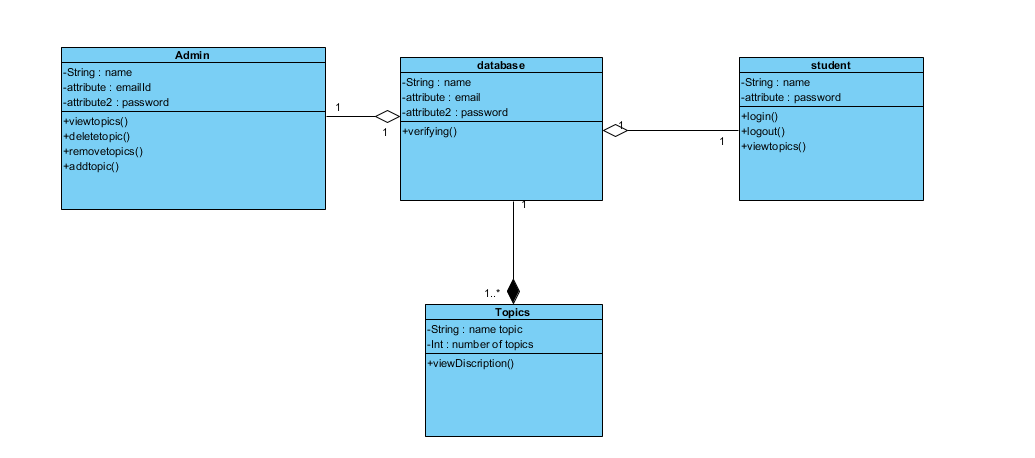 Admin
-String : name
-attribute : emailId
-attribute2 : password
+viewtopics()
+deletetopic()
+removetopics()
+addtopic()
1
1
database
-String : name
-attribute : email
-attribute2 : password
+verifying()
1
1
student
-String : name
-attribute : password
+login()
+logout()
+viewtopics()
1
1..*
Topics
-String : name topic
-Int : number of topics
+viewDiscription()